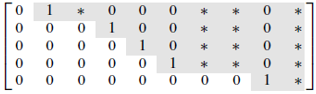 0 1 * 0 0 0 * * 0 *
0 0 0 1 0 0 * * 0 *
0 0 0 0 1 0 * * 0 *
0 0 0 0 0 1 * * 0 *
0 0 0 0 0 0 0 0 1 *